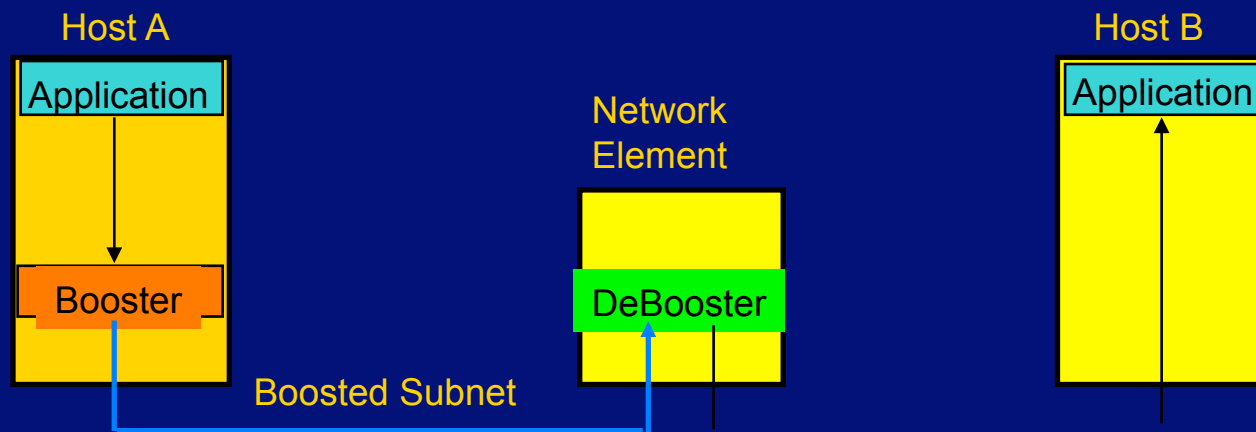 Host A
Host B
Application
Application
Network
Element
Booster
DeBooster
Boosted Subnet